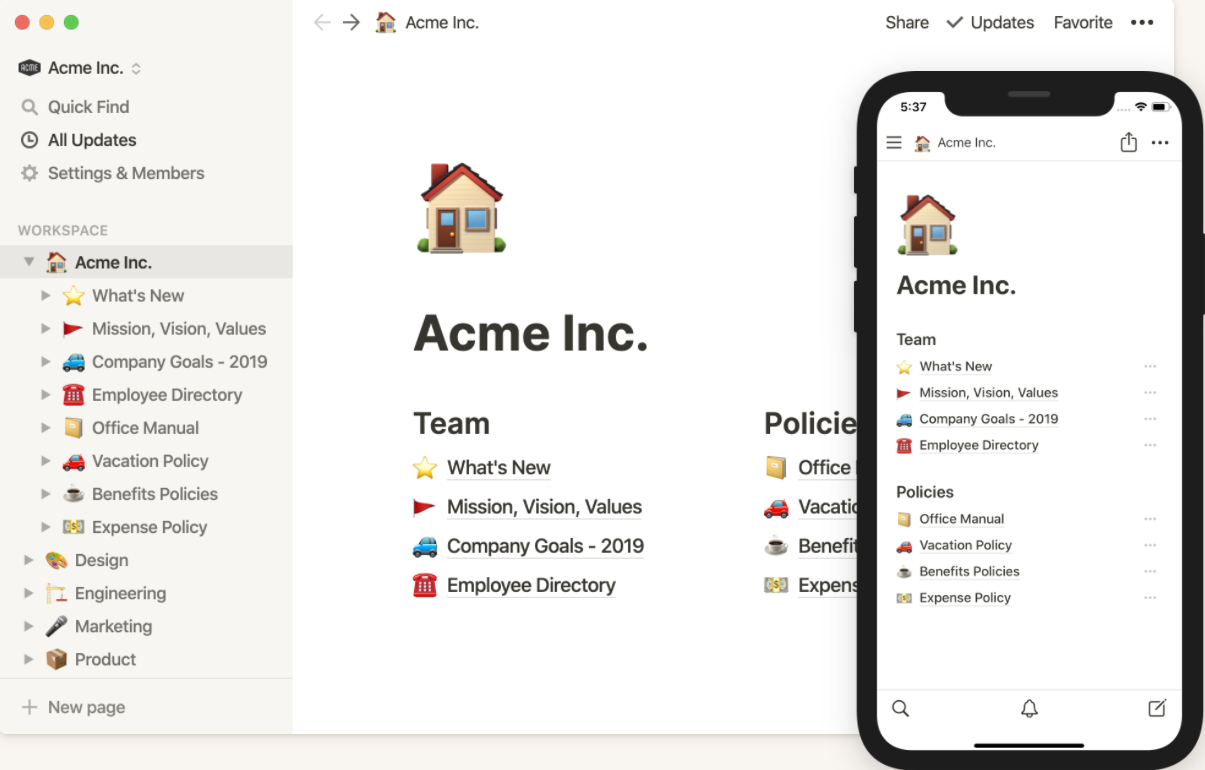 Acme Inc.
Share
Updates
Favorite
ACME
Acme Inc.
Quick Find
All Updates
Settings & Members
WORKSPACE
Acme Inc.
What's New
Mission, Vision, Values
Company Goals - 2019
Employee Directory
Office Manual
Vacation Policy
Benefits Policies
Expense Policy
Design
Engineering
Marketing
Product
New page
Acme Inc.
Team
What's New
Mission, Vision, Values
Company Goals - 2019
Employee Directory
Policie
Office
Vacatio
Benefit
Expens
5:37
Acme Inc.
Acme Inc.
Team
What's New
Mission, Vision, Values
Company Goals - 2019
Employee Directory
Policies
Office Manual
Vacation Policy
Benefits Policies
Expense Policy